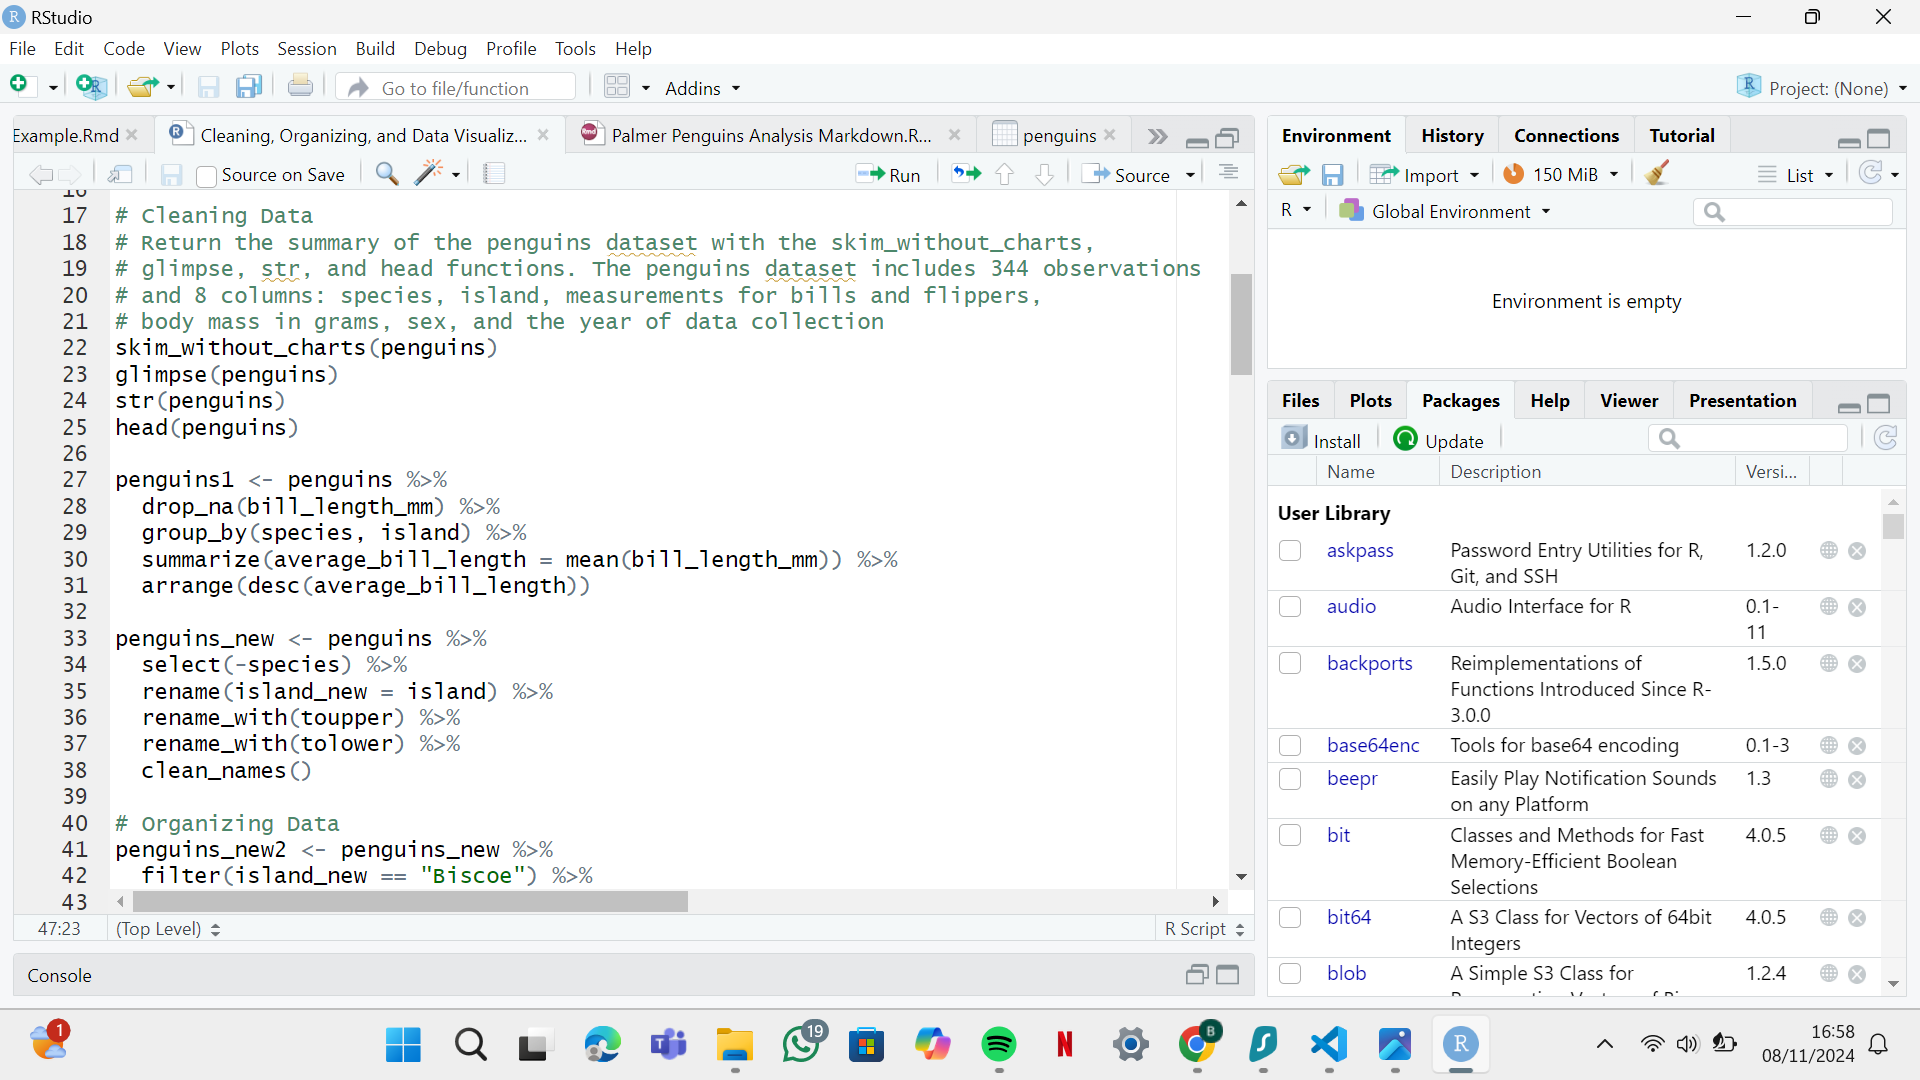 RStudio
File Edit Code View Plots Session Build Debug Profile Tools Help
Go to file/function Addins Project: (None)
Example.Rmd Cleaning, Organizing, and Data Visualiz... Palmer Penguins Analysis Markdown.R... penguins
Source on Save Run Source
16
17 # Cleaning Data
18 # Return the summary of the penguins dataset with the skim_without_charts,
19 # glimpse, str, and head functions. The penguins dataset includes 344 observations
20 # and 8 columns: species, island, measurements for bills and flippers,
21 # body mass in grams, sex, and the year of data collection
22 skim_without_charts(penguins)
23 glimpse(penguins)
24 str(penguins)
25 head(penguins)
26
27 penguins1 <- penguins %>%
28 drop_na(bill_length_mm) %>%
29 group_by(species, island) %>%
30 summarize(average_bill_length = mean(bill_length_mm)) %>%
31 arrange(desc(average_bill_length))
32
33 penguins_new <- penguins %>%
34 select(-species) %>%
35 rename(island_new = island) %>%
36 rename_with(toupper) %>%
37 rename_with(tolower) %>%
38 clean_names()
39
40 # Organizing Data
41 penguins_new2 <- penguins_new %>%
42 filter(island_new == "Biscoe") %>%
43
47:23 (Top Level) R Script
Console
Environment History Connections Tutorial
Import 150 MiB List
R Global Environment
Environment is empty
Files Plots Packages Help Viewer Presentation
Install Update
Name Description Versi...
User Library
askpass Password Entry Utilities for R, 1.2.0
Git, and SSH
audio Audio Interface for R 0.1-
11
backports Reimplementations of 1.5.0
Functions Introduced Since R-
3.0.0
base64enc Tools for base64 encoding 0.1-3
beepr Easily Play Notification Sounds 1.3
on any Platform
bit Classes and Methods for Fast 4.0.5
Memory-Efficient Boolean
Selections
bit64 A S3 Class for Vectors of 64bit 4.0.5
Integers
blob A Simple S3 Class for 1.2.4
1 19 B 16:58
08/11/2024